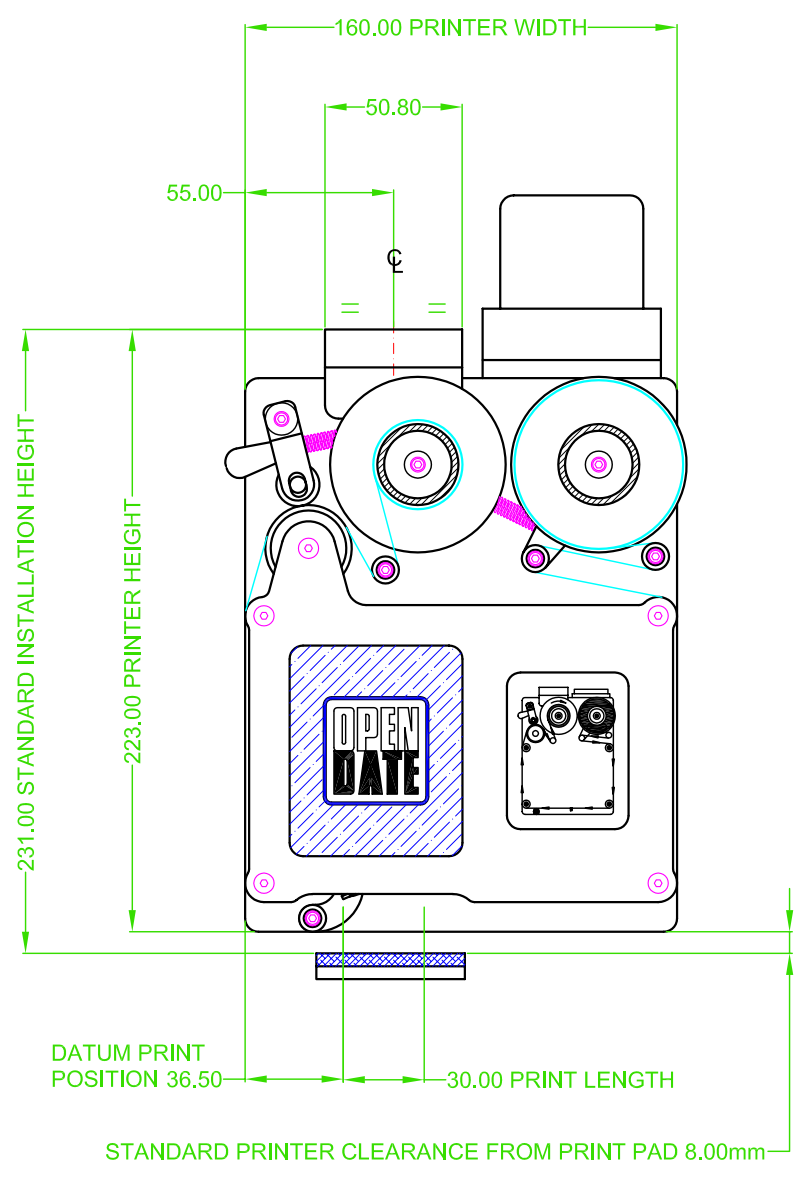 160.00 PRINTER WIDTH
50.80
55.00
℄
231.00 STANDARD INSTALLATION HEIGHT
223.00 PRINTER HEIGHT
OPEN
DATE
DATUM PRINT
POSITION 36.50
30.00 PRINT LENGTH
STANDARD PRINTER CLEARANCE FROM PRINT PAD 8.00mm